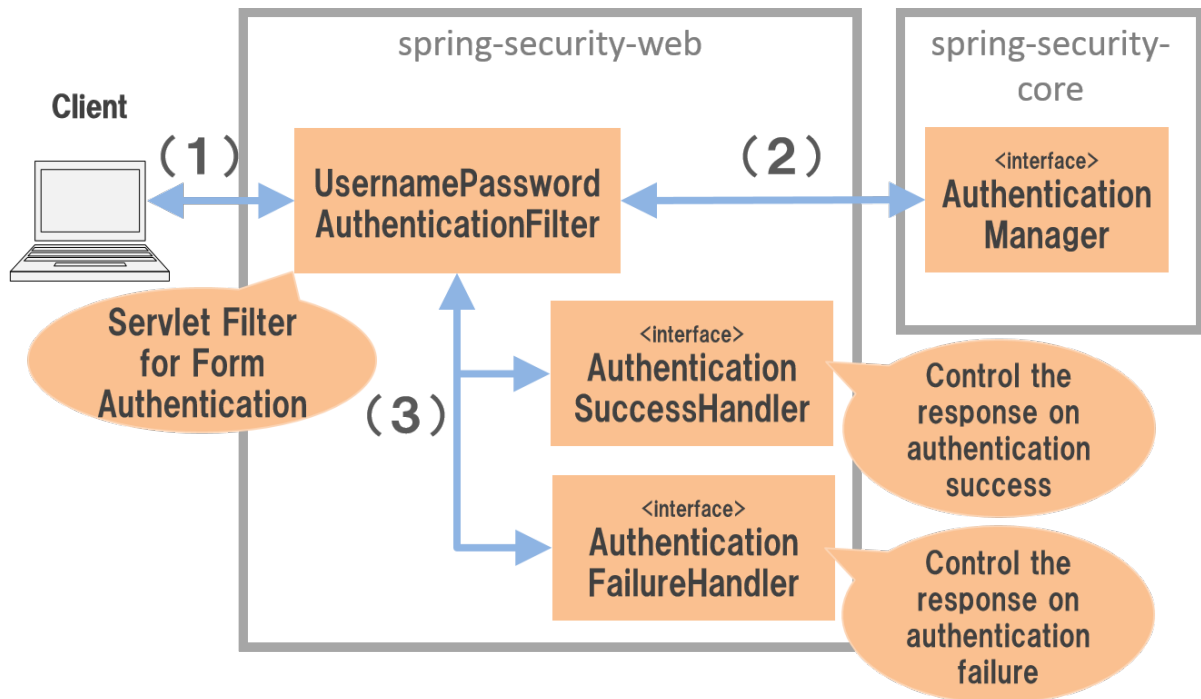 spring-security-web
spring-security-
core
Client
(1)
(2)
UsernamePassword
AuthenticationFilter
<interface>
Authentication
Manager
Servlet Filter
for Form
Authentication
(3)
<interface>
Authentication
SuccessHandler
Control the
response on
authentication
success
<interface>
Authentication
FailureHandler
Control the
response on
authentication
failure